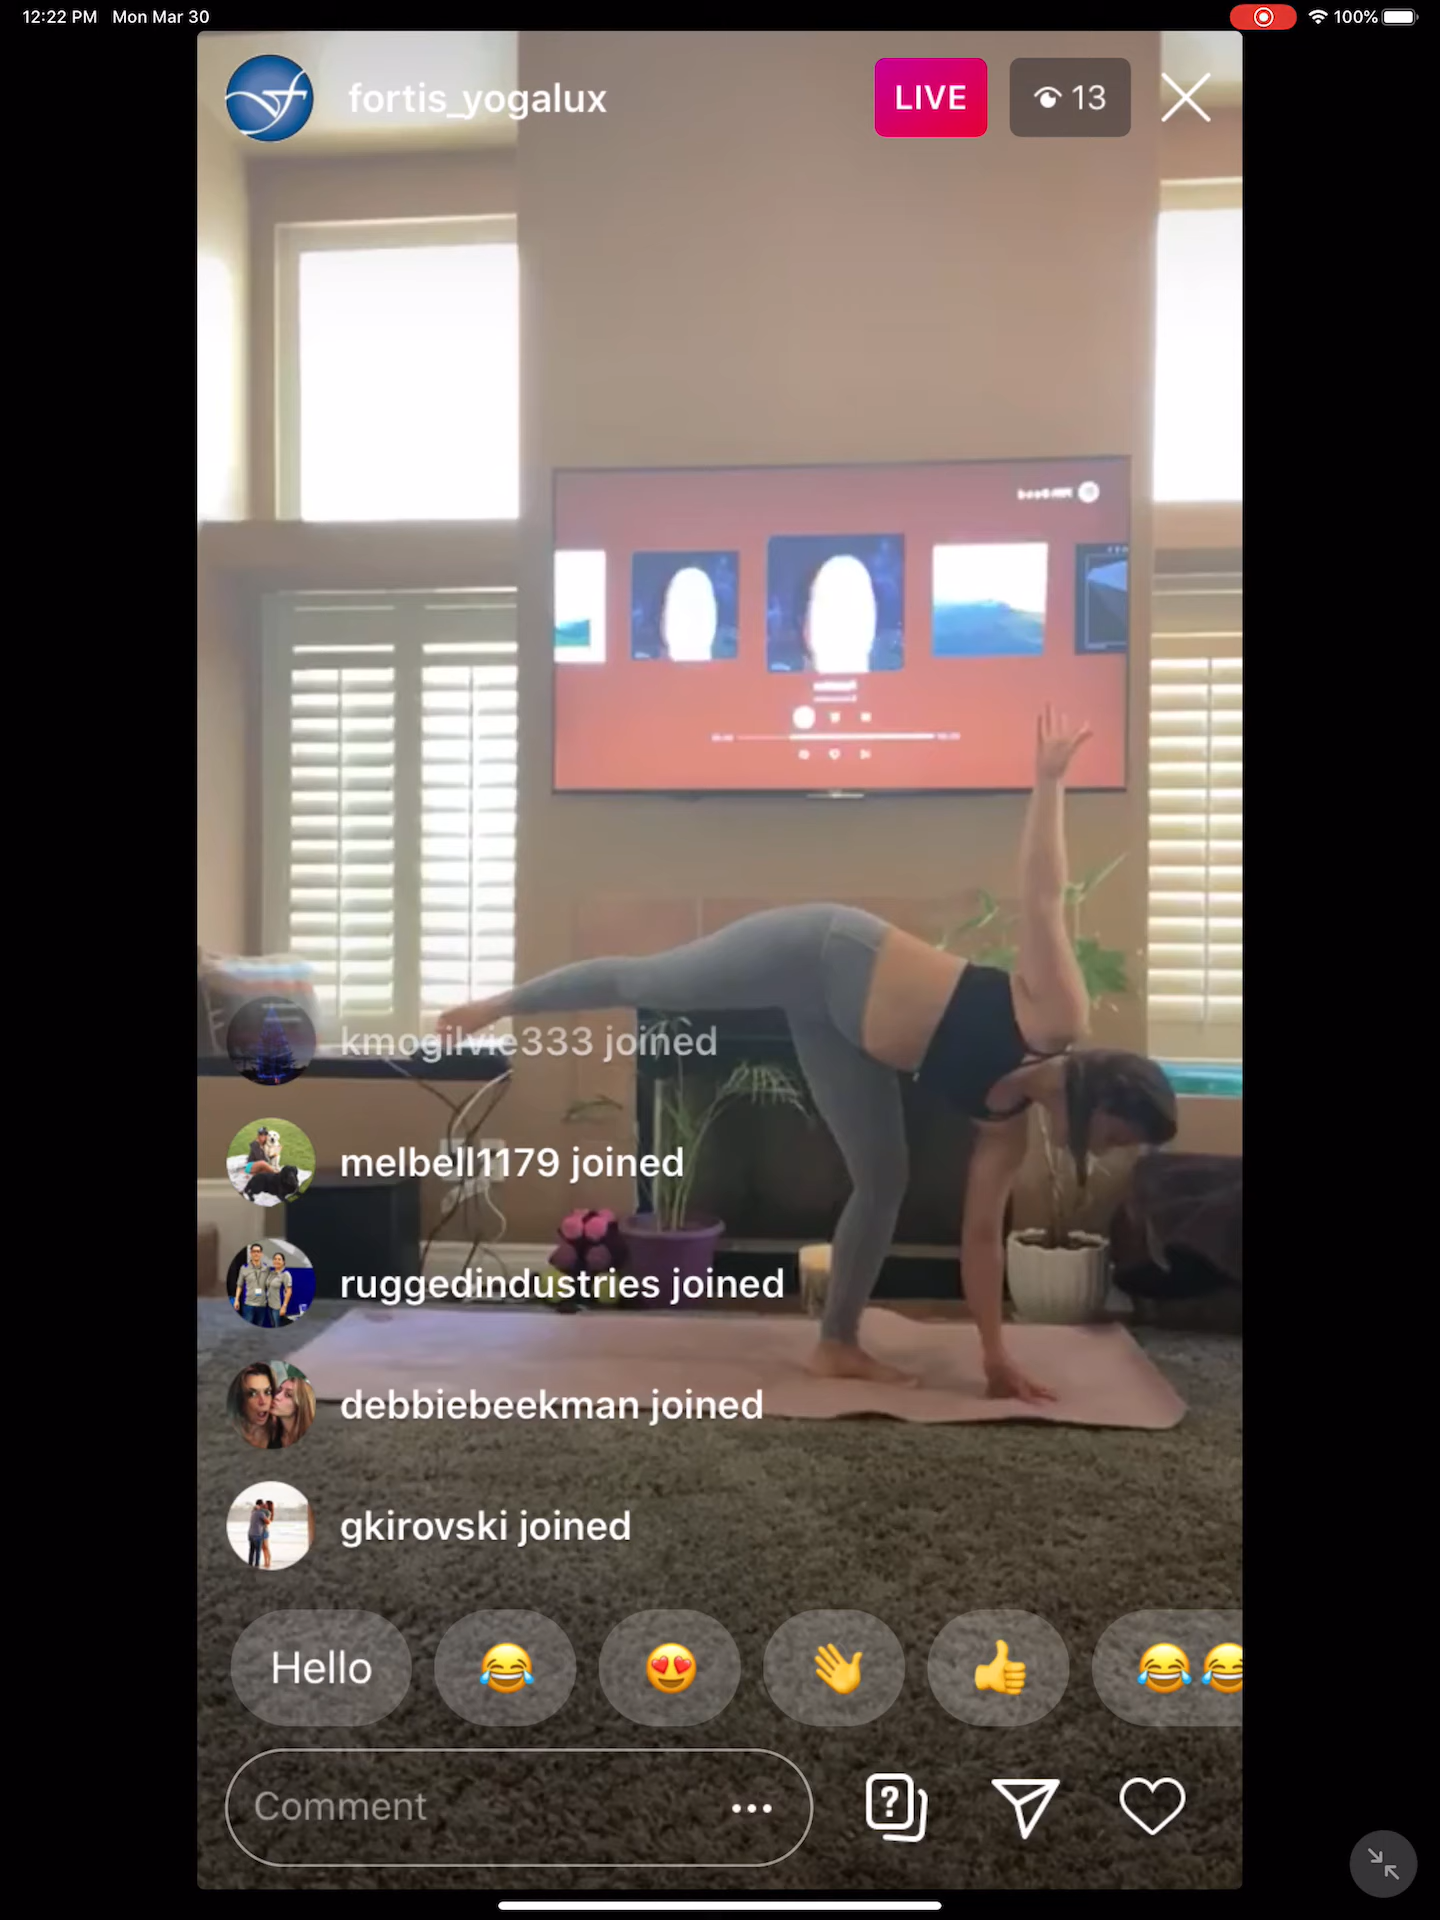 12:22 PM Mon Mar 30
100%
fortis_yogalux
LIVE
13
kmogilvie333 joined
melbell1179 joined
ruggedindustries joined
debbiebeekman joined
gkirovski joined
Hello
Comment